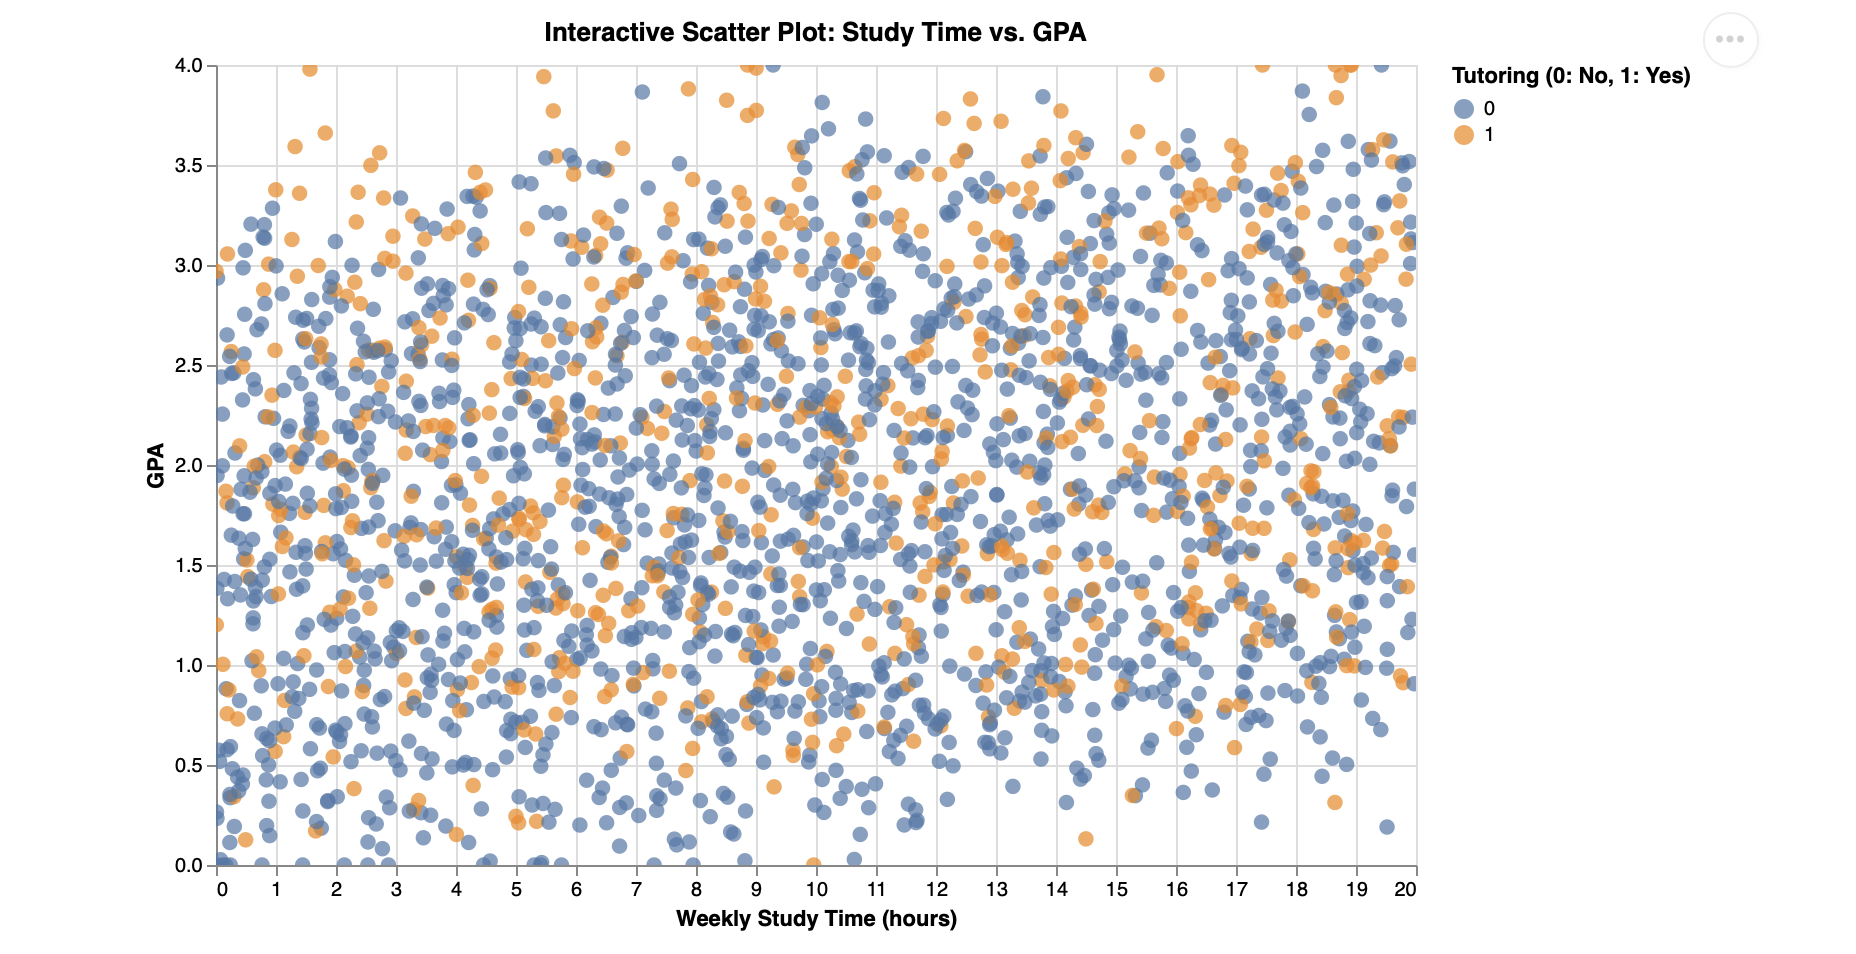 Interactive Scatter Plot: Study Time vs. GPA
Tutoring (0: No, 1: Yes)
0
1
GPA
4.0
3.5
3.0
2.5
2.0
1.5
1.0
0.5
0.0
0 1 2 3 4 5 6 7 8 9 10 11 12 13 14 15 16 17 18 19 20
Weekly Study Time (hours)